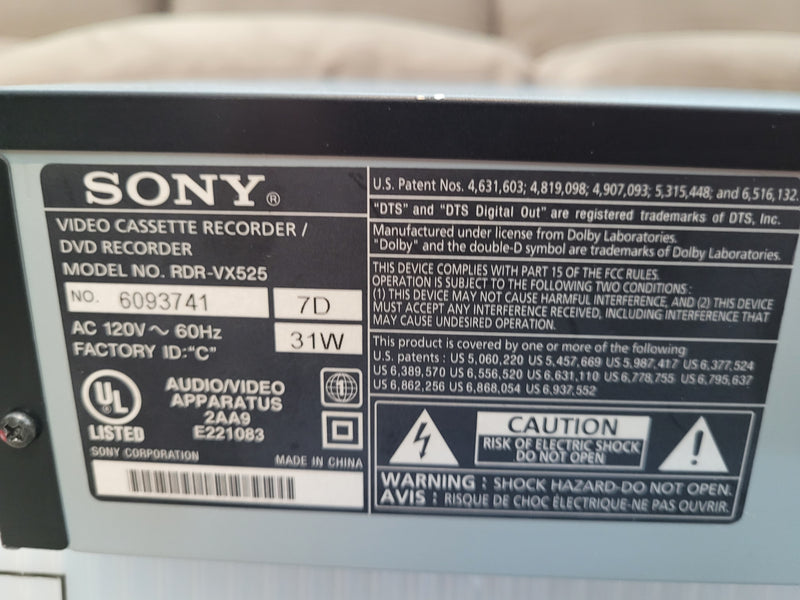 SONY®
VIDEO CASSETTE RECORDER /
DVD RECORDER
MODEL NO. RDR-VX525
NO. 6093741 7D
AC 120V ~ 60Hz 31W
FACTORY ID:"C"
UL
LISTED
AUDIO/VIDEO
APPARATUS
2AA9
E221083
1
SONY CORPORATION
MADE IN CHINA
U.S. Patent Nos. 4,631,603; 4,819,098; 4,907,093; 5,315,448; and 6,516,132.
"DTS" and "DTS Digital Out" are registered trademarks of DTS, Inc.
Manufactured under license from Dolby Laboratories.
"Dolby" and the double-D symbol are trademarks of Dolby Laboratories.
THIS DEVICE COMPLIES WITH PART 15 OF THE FCC RULES.
OPERATION IS SUBJECT TO THE FOLLOWING TWO CONDITIONS :
(1) THIS DEVICE MAY NOT CAUSE HARMFUL INTERFERENCE, AND (2) THIS DEVICE
MUST ACCEPT ANY INTERFERENCE RECEIVED, INCLUDING INTERFERENCE THAT
MAY CAUSE UNDESIRED OPERATION.
This product is covered by one or more of the following
U.S. patents : US 5,060,220 US 5,457,669 US 5,987,417 US 6,377,524
US 6,389,570 US 6,556,520 US 6,631,110 US 6,778,755 US 6,795,637
US 6,862,256 US 6,868,054 US 6,937,552
CAUTION
RISK OF ELECTRIC SHOCK
DO NOT OPEN
WARNING : SHOCK HAZARD-DO NOT OPEN.
AVIS : RISQUE DE CHOC ÉLECTRIQUE-NE PAS OUVRIR.